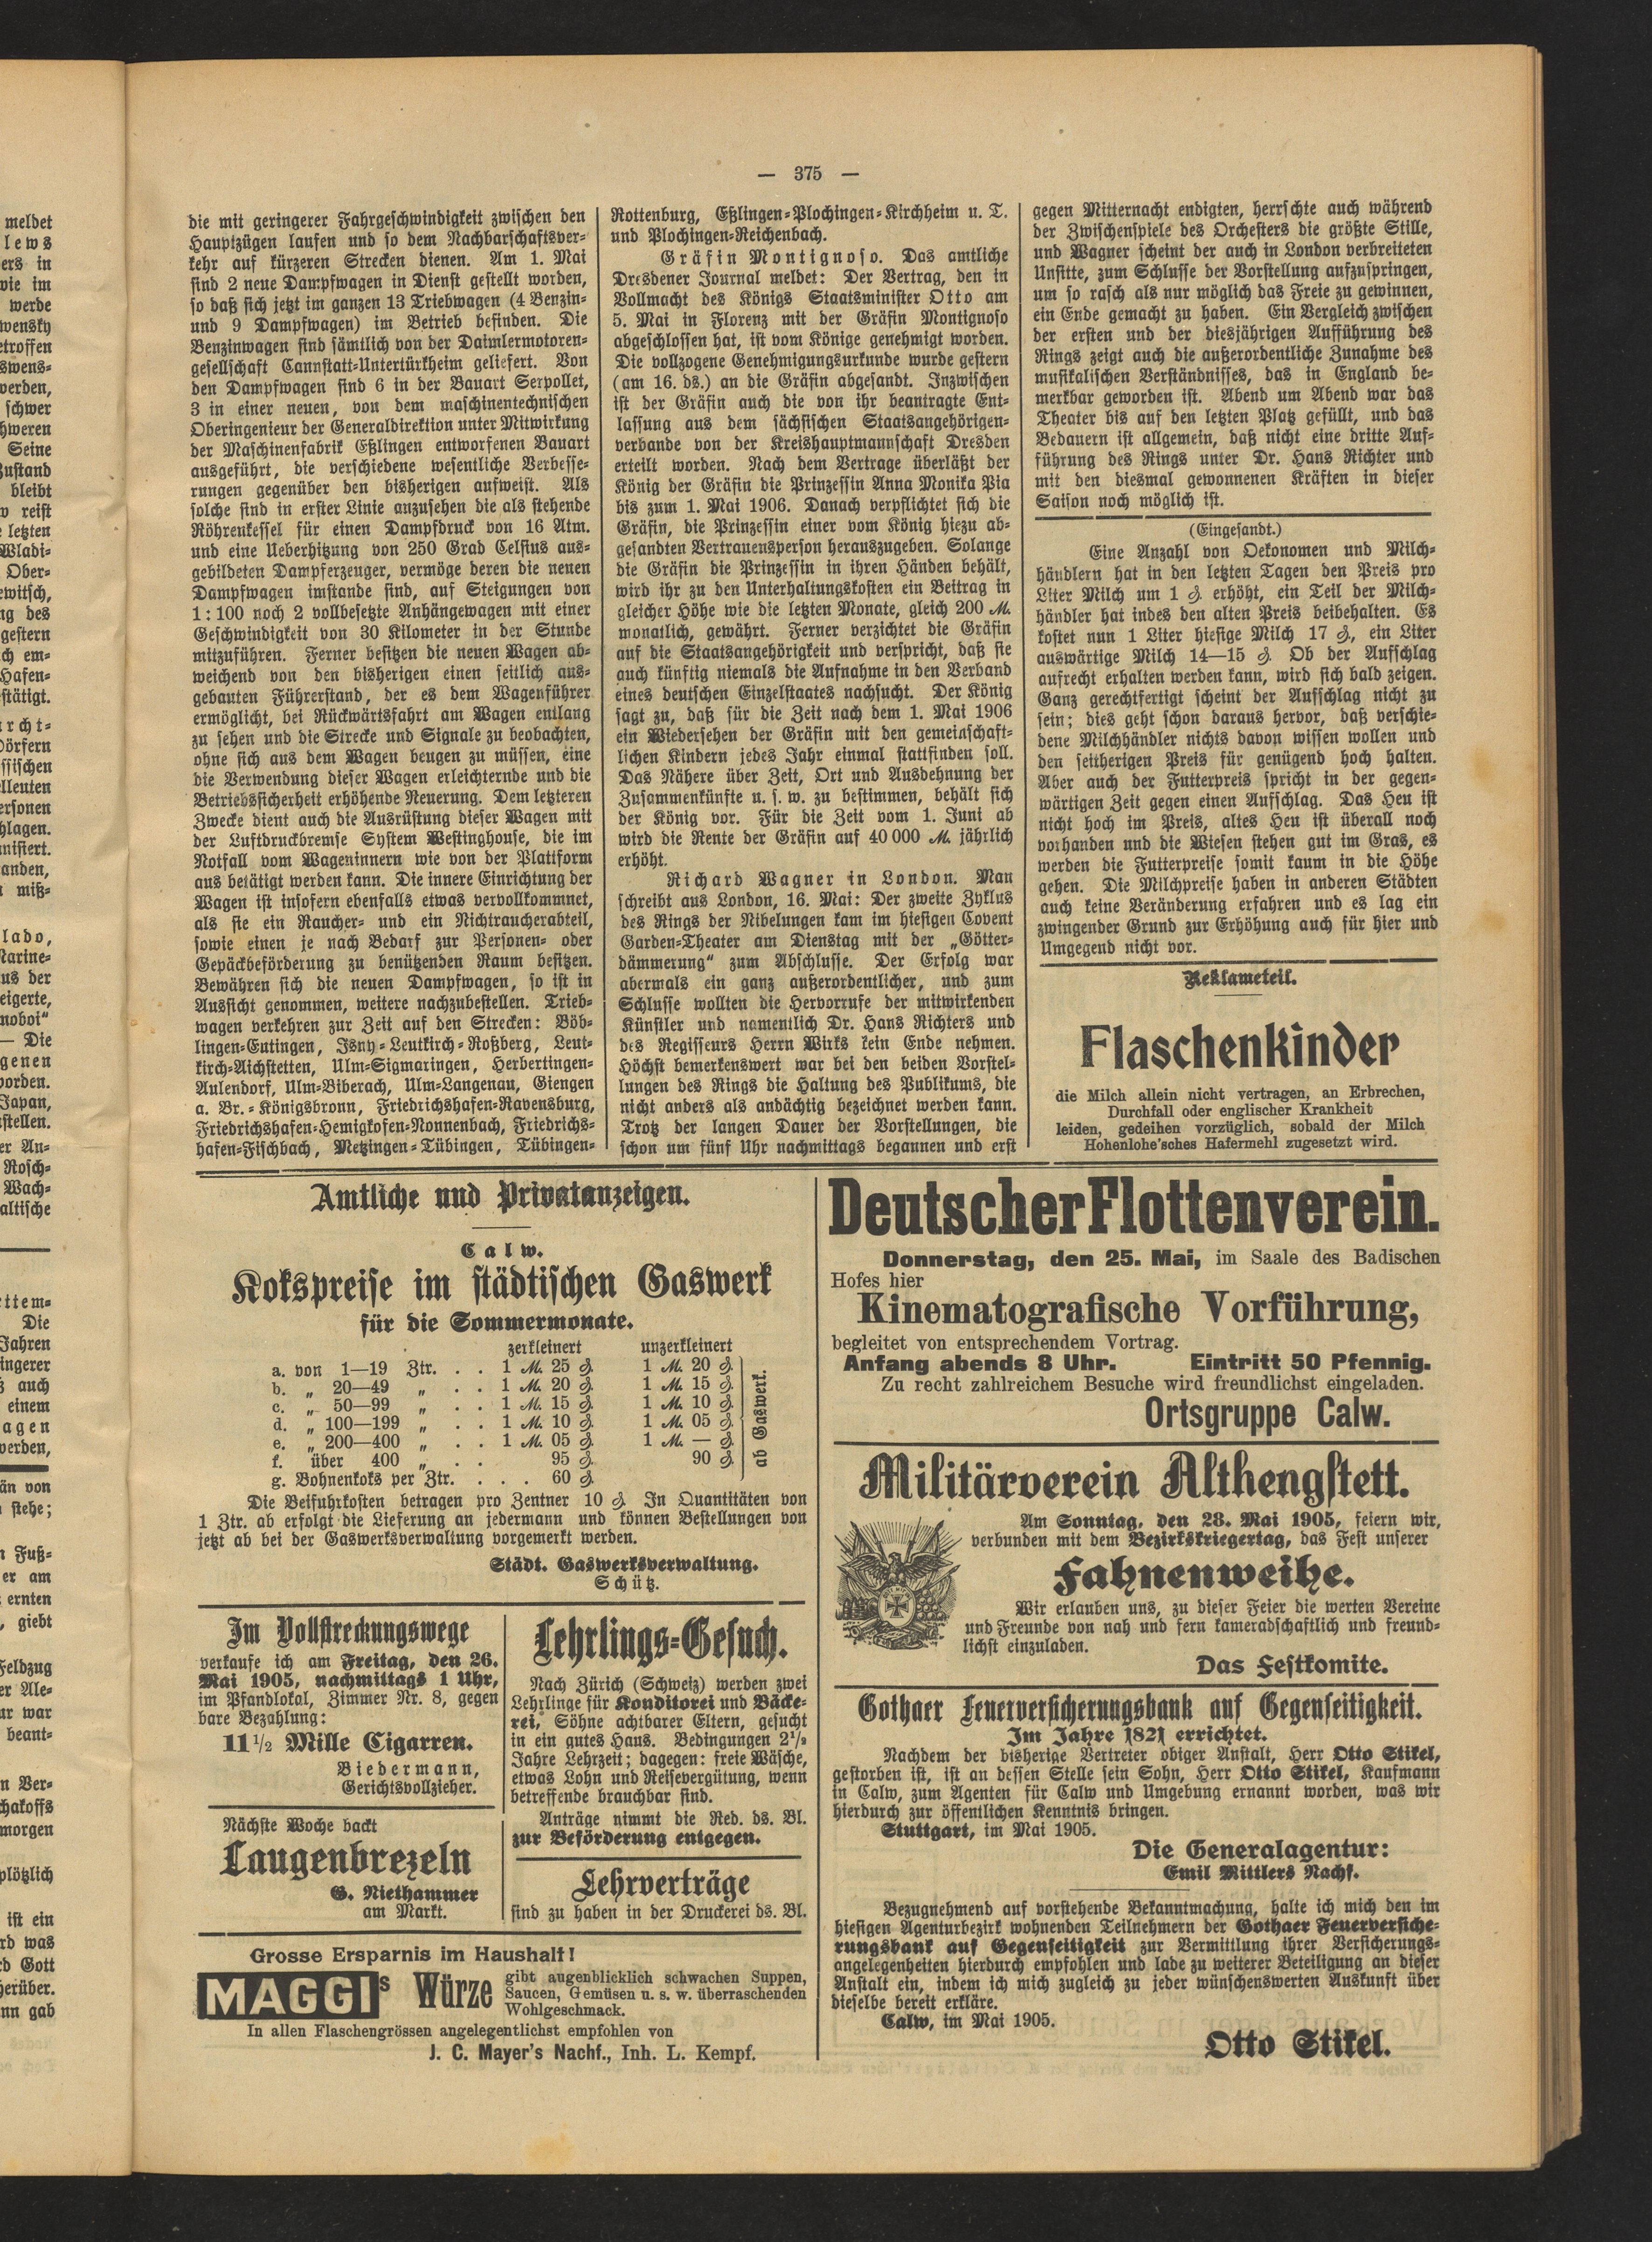 — 375 —
die mit geringerer Fahrgeschwindigkeit zwischen den
Hauptzügen laufen und so dem Nachbarschaftsver-
kehr auf kürzeren Strecken dienen. Am 1. Mai
sind 2 neue Dampfwagen in Dienst gestellt worden,
so daß sich jetzt im ganzen 13 Triebwagen (4 Benzin-
und 9 Dampfwagen) im Betrieb befinden. Die
Benzinwagen sind sämtlich von der Daimlermotoren-
gesellschaft Cannstatt-Untertürkheim geliefert. Von
den Dampfwagen sind 6 in der Bauart Serpollet,
3 in einer neuen, von dem maschinentechnischen
Oberingenieur der Generaldirektion unter Mitwirkung
der Maschinenfabrik Eßlingen entworfenen Bauart
ausgeführt, die verschiedene wesentliche Verbesse-
rungen gegenüber den bisherigen aufweist. Als
solche sind in erster Linie anzusehen die als stehende
Röhrenkessel für einen Dampfdruck von 16 Atm.
und eine Ueberhitzung von 250 Grad Celsius aus-
gebildeten Dampferzeuger, vermöge deren die neuen
Dampfwagen imstande sind, auf Steigungen von
1:100 noch 2 vollbesetzte Anhängewagen mit einer
Geschwindigkeit von 30 Kilometer in der Stunde
mitzuführen. Ferner besitzen die neuen Wagen ab-
weichend von den bisherigen einen seitlich aus-
gebauten Führerstand, der es dem Wagenführer
ermöglicht, bei Rückwärtsfahrt am Wagen entlang
zu sehen und die Strecke und Signale zu beobachten,
ohne sich aus dem Wagen beugen zu müssen, eine
die Verwendung dieser Wagen erleichternde und die
Betriebssicherheit erhöhende Neuerung. Dem letzteren
Zwecke dient auch die Ausrüstung dieser Wagen mit
der Luftdruckbremse System Westinghouse, die im
Notfall vom Wageninnern wie von der Plattform
aus betätigt werden kann. Die innere Einrichtung der
Wagen ist insofern ebenfalls etwas vervollkommnet,
als sie ein Raucher- und ein Nichtraucherabteil,
sowie einen je nach Bedarf zur Personen- oder
Gepäckbeförderung zu benützenden Raum besitzen.
Bewähren sich die neuen Dampfwagen, so ist in
Aussicht genommen, weitere nachzubestellen. Trieb-
wagen verkehren zur Zeit auf den Strecken: Böb-
lingen-Eutingen, Isny-Leutkirch-Roßberg, Leut-
kirch-Aichstetten, Ulm-Sigmaringen, Herbertingen-
Aulendorf, Ulm-Biberach, Ulm-Langenau, Giengen
a. Br.-Königsbronn, Friedrichshafen-Ravensburg,
Friedrichshafen-Hemigkofen-Nonnenbach, Friedrichs-
hafen-Fischbach, Metzingen-Tübingen, Tübingen-
Rottenburg, Eßlingen-Plochingen-Kirchheim u. T.
und Plochingen-Reichenbach.
Gräfin Montignoso. Das amtliche
Dresdener Journal meldet: Der Vertrag, den in
Vollmacht des Königs Staatsminister Otto am
5. Mai in Florenz mit der Gräfin Montignoso
abgeschlossen hat, ist vom Könige genehmigt worden.
Die vollzogene Genehmigungsurkunde wurde gestern
(am 16. ds.) an die Gräfin abgesandt. Inzwischen
ist der Gräfin auch die von ihr beantragte Ent-
lassung aus dem sächsischen Staatsangehörigen-
verbande von der Kreishauptmannschaft Dresden
erteilt worden. Nach dem Vertrage überläßt der
König der Gräfin die Prinzessin Anna Monika Pia
bis zum 1. Mai 1906. Danach verpflichtet sich die
Gräfin, die Prinzessin einer vom König hiezu ab-
gesandten Vertrauensperson herauszugeben. Solange
die Gräfin die Prinzessin in ihren Händen behält,
wird ihr zu den Unterhaltungskosten ein Beitrag in
gleicher Höhe wie die letzten Monate, gleich 200 ℳ.
monatlich, gewährt. Ferner verzichtet die Gräfin
auf die Staatsangehörigkeit und verspricht, daß sie
auch künftig niemals die Aufnahme in den Verband
eines deutschen Einzelstaates nachsucht. Der König
sagt zu, daß für die Zeit nach dem 1. Mai 1906
ein Wiedersehen der Gräfin mit den gemeinschaft-
lichen Kindern jedes Jahr einmal stattfinden soll.
Das Nähere über Zeit, Ort und Ausdehnung der
Zusammenkünfte u. s. w. zu bestimmen, behält sich
der König vor. Für die Zeit vom 1. Juni ab
wird die Rente der Gräfin auf 40 000 ℳ. jährlich
erhöht.
Richard Wagner in London. Man
schreibt aus London, 16. Mai: Der zweite Zyklus
des Rings der Nibelungen kam im hiesigen Covent
Garden-Theater am Dienstag mit der „Götter-
dämmerung“ zum Abschlusse. Der Erfolg war
abermals ein ganz außerordentlicher, und zum
Schlusse wollten die Hervorrufe der mitwirkenden
Künstler und namentlich Dr. Hans Richters und
des Regisseurs Herrn Wirks kein Ende nehmen.
Höchst bemerkenswert war bei den beiden Vorstel-
lungen des Rings die Haltung des Publikums, die
nicht anders als andächtig bezeichnet werden kann.
Trotz der langen Dauer der Vorstellungen, die
schon um fünf Uhr nachmittags begannen und erst
gegen Mitternacht endigten, herrschte auch während
der Zwischenspiele des Orchesters die größte Stille,
und Wagner scheint der auch in London verbreiteten
Unsitte, zum Schlusse der Vorstellung aufzuspringen,
um so rasch als nur möglich das Freie zu gewinnen,
ein Ende gemacht zu haben. Ein Vergleich zwischen
der ersten und der diesjährigen Aufführung des
Rings zeigt auch die außerordentliche Zunahme des
musikalischen Verständnisses, das in England be-
merkbar geworden ist. Abend um Abend war das
Theater bis auf den letzten Platz gefüllt, und das
Bedauern ist allgemein, daß nicht eine dritte Auf-
führung des Rings unter Dr. Hans Richter und
mit den diesmal gewonnenen Kräften in dieser
Saison noch möglich ist.
(Eingesandt.)
Eine Anzahl von Oekonomen und Milch-
händlern hat in den letzten Tagen den Preis pro
Liter Milch um 1 ₰ erhöht, ein Teil der Milch-
händler hat indes den alten Preis beibehalten. Es
kostet nun 1 Liter hiesige Milch 17 ₰, ein Liter
auswärtige Milch 14—15 ₰. Ob der Aufschlag
aufrecht erhalten werden kann, wird sich bald zeigen.
Ganz gerechtfertigt scheint der Aufschlag nicht zu
sein; dies geht schon daraus hervor, daß verschie-
dene Milchhändler nichts davon wissen wollen und
den seitherigen Preis für genügend hoch halten.
Aber auch der Futterpreis spricht in der gegen-
wärtigen Zeit gegen einen Aufschlag. Das Heu ist
nicht hoch im Preis, altes Heu ist überall noch
vorhanden und die Wiesen stehen gut im Gras, es
werden die Futterpreise somit kaum in die Höhe
gehen. Die Milchpreise haben in anderen Städten
auch keine Veränderung erfahren und es lag ein
zwingender Grund zur Erhöhung auch für hier und
Umgegend nicht vor.
Reklameteil.
Flaschenkinder
die Milch allein nicht vertragen, an Erbrechen,
Durchfall oder englischer Krankheit
leiden, gedeihen vorzüglich, sobald der Milch
Hohenlohe'sches Hafermehl zugesetzt wird.
Amtliche und Privatanzeigen.
Calw.
Kokspreise im städtischen Gaswerk
für die Sommermonate.
zerkleinert unzerkleinert
a. von 1—19 Ztr. . . 1 ℳ. 25 ₰. 1 ℳ. 20 ₰.
b. „ 20—49 „ . . 1 ℳ. 20 ₰. 1 ℳ. 15 ₰.
c. „ 50—99 „ . . 1 ℳ. 15 ₰. 1 ℳ. 10 ₰.
d. „ 100—199 „ . . 1 ℳ. 10 ₰. 1 ℳ. 05 ₰.
e. „ 200—400 „ . . 1 ℳ. 05 ₰. 1 ℳ. — ₰.
f. über 400 „ . . 95 ₰. 90 ₰.
g. Bohnenkoks per Ztr. . . . 60 ₰.
ab Gaswerk.
Die Beifuhrkosten betragen pro Zentner 10 ₰. In Quantitäten von
1 Ztr. ab erfolgt die Lieferung an jedermann und können Bestellungen von
jetzt ab bei der Gaswerksverwaltung vorgemerkt werden.
Städt. Gaswerksverwaltung.
Schütz.
Im Vollstreckungswege
verkaufe ich am Freitag, den 26.
Mai 1905, nachmittags 1 Uhr,
im Pfandlokal, Zimmer Nr. 8, gegen
bare Bezahlung:
11 1/2 Mille Cigarren.
Biedermann,
Gerichtsvollzieher.
Nächste Woche backt
Laugenbrezeln
G. Niethammer
am Markt.
Lehrlings-Gesuch.
Nach Zürich (Schweiz) werden zwei
Lehrlinge für Konditorei und Bäcke-
rei, Söhne achtbarer Eltern, gesucht
in ein gutes Haus. Bedingungen 2 1/2
Jahre Lehrzeit; dagegen: freie Wäsche,
etwas Lohn und Reisevergütung, wenn
betreffende brauchbar sind.
Anträge nimmt die Red. ds. Bl.
zur Beförderung entgegen.
Lehrverträge
sind zu haben in der Druckerei ds. Bl.
Grosse Ersparnis im Haushalt!
MAGGIs Würze
gibt augenblicklich schwachen Suppen,
Saucen, Gemüsen u. s. w. überraschenden
Wohlgeschmack.
In allen Flaschengrössen angelegentlichst empfohlen von
J. C. Mayer's Nachf., Inh. L. Kempf.
Deutscher Flottenverein.
Donnerstag, den 25. Mai, im Saale des Badischen
Hofes hier
Kinematografische Vorführung,
begleitet von entsprechendem Vortrag.
Anfang abends 8 Uhr. Eintritt 50 Pfennig.
Zu recht zahlreichem Besuche wird freundlichst eingeladen.
Ortsgruppe Calw.
Militärverein Althengstett.
Am Sonntag, den 28. Mai 1905, feiern wir,
verbunden mit dem Bezirkskriegertag, das Fest unserer
Fahnenweihe.
Wir erlauben uns, zu dieser Feier die werten Vereine
und Freunde von nah und fern kameradschaftlich und freund-
lichst einzuladen.
Das Festkomite.
Gothaer Feuerversicherungsbank auf Gegenseitigkeit.
Im Jahre 1821 errichtet.
Nachdem der bisherige Vertreter obiger Anstalt, Herr Otto Stikel,
gestorben ist, ist an dessen Stelle sein Sohn, Herr Otto Stikel, Kaufmann
in Calw, zum Agenten für Calw und Umgebung ernannt worden, was wir
hierdurch zur öffentlichen Kenntnis bringen.
Stuttgart, im Mai 1905.
Die Generalagentur:
Emil Mittlers Nachf.
Bezugnehmend auf vorstehende Bekanntmachung, halte ich mich den im
hiesigen Agenturbezirk wohnenden Teilnehmern der Gothaer Feuerversiche-
rungsbank auf Gegenseitigkeit zur Vermittlung ihrer Versicherungs-
angelegenheiten hierdurch empfohlen und lade zu weiterer Beteiligung an dieser
Anstalt ein, indem ich mich zugleich zu jeder wünschenswerten Auskunft über
dieselbe bereit erkläre.
Calw, im Mai 1905.
Otto Stikel.